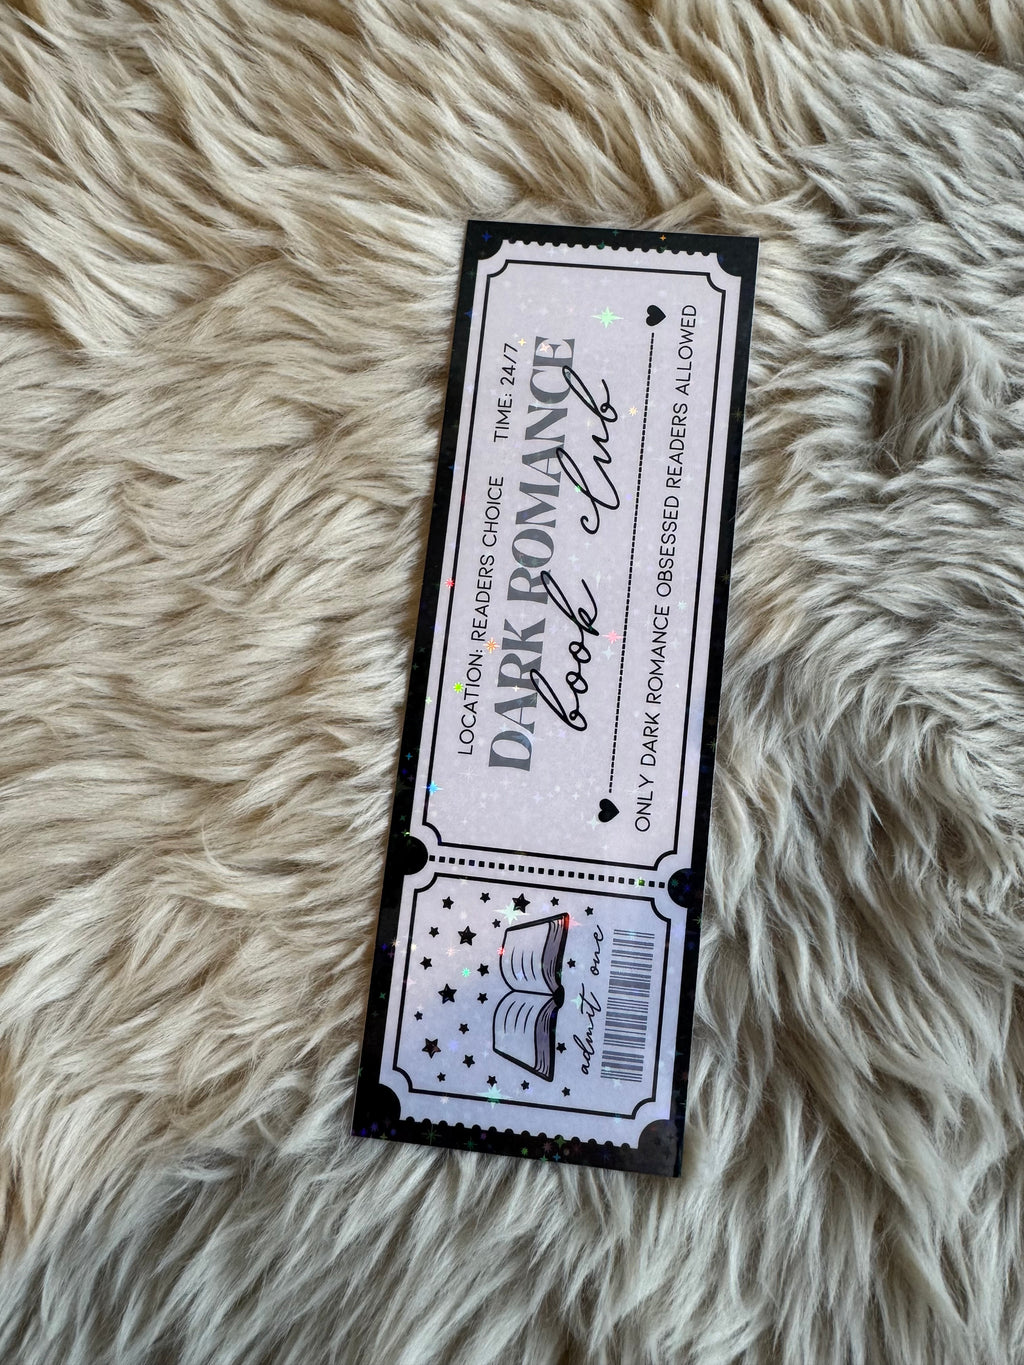 LOCATION: READERS CHOICE TIME: 24/7
DARK ROMANCE
book club
ONLY DARK ROMANCE OBSESSED READERS ALLOWED
admit one